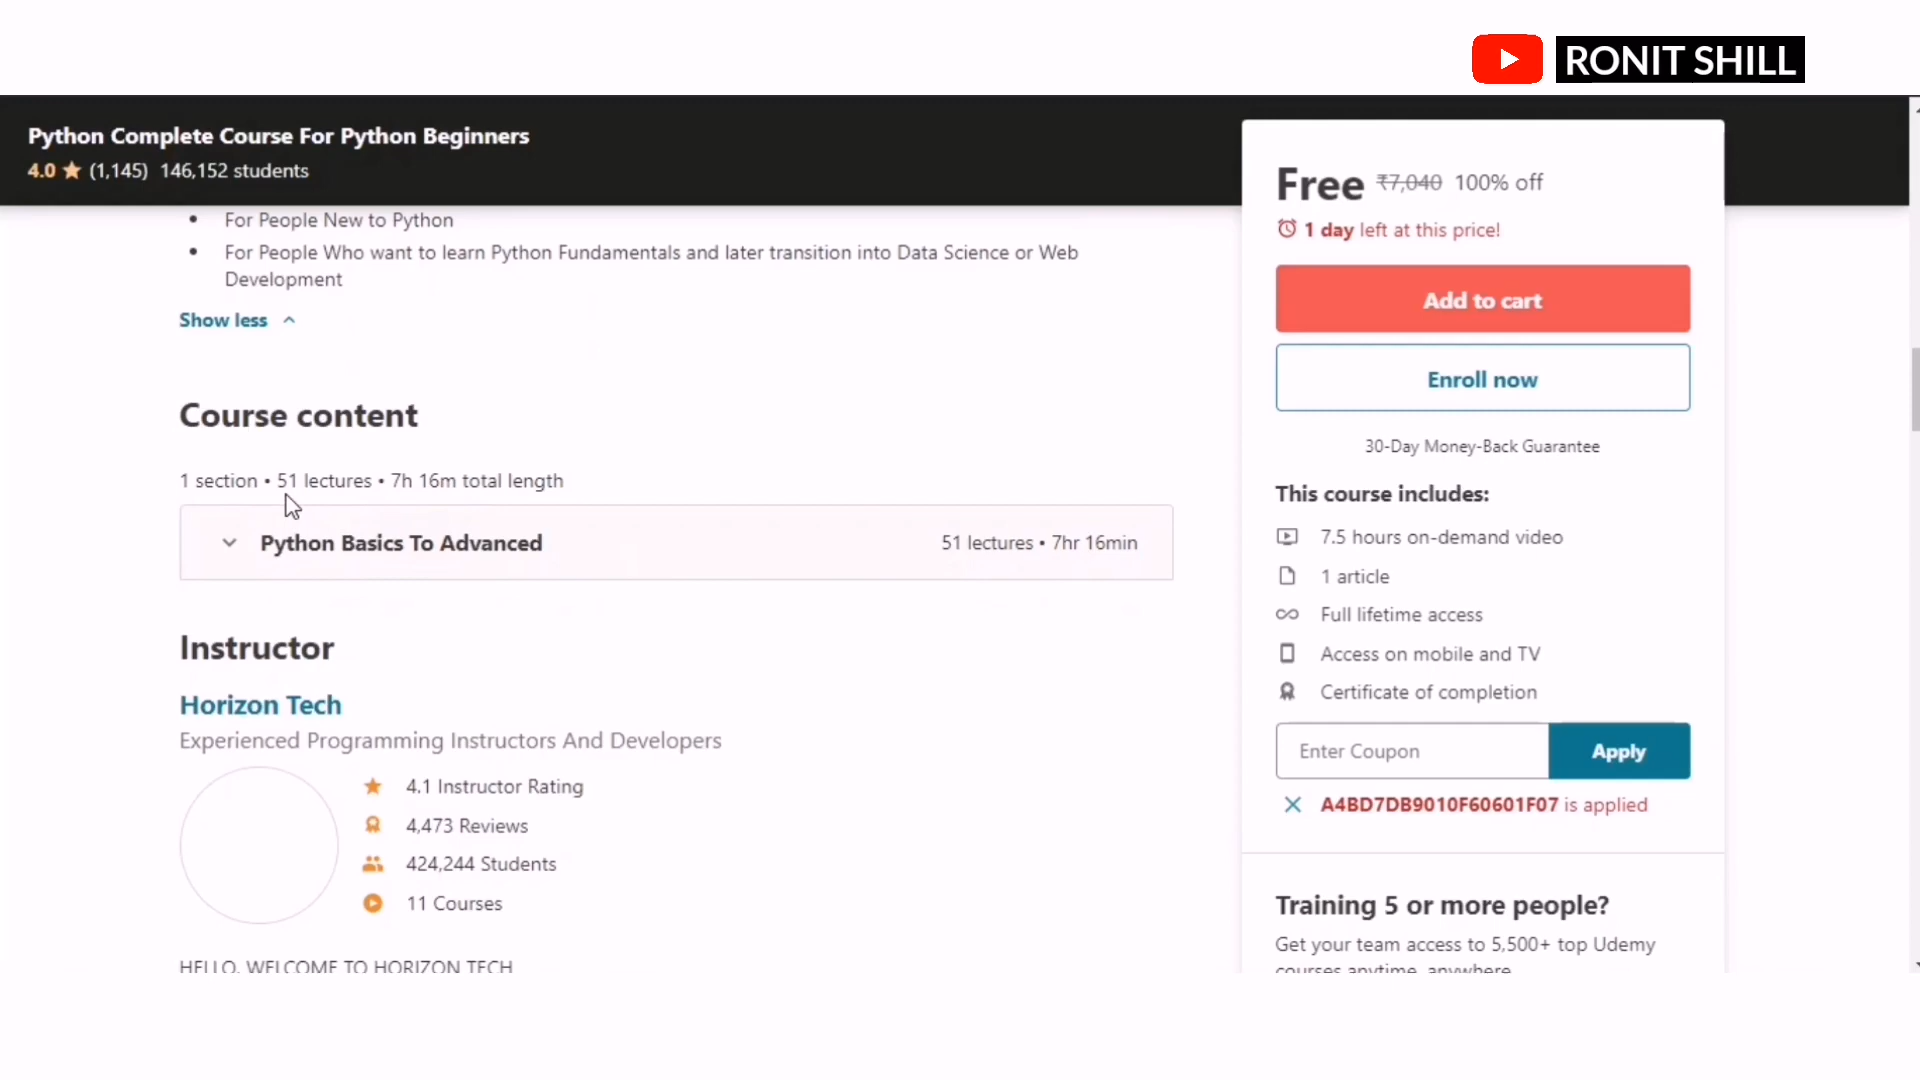 RONIT SHILL
Python Complete Course For Python Beginners
4.0 ★ (1,145) 146,152 students
• For People New to Python
• For People Who want to learn Python Fundamentals and later transition into Data Science or Web
Development
Show less
Course content
1 section • 51 lectures • 7h 16m total length
Python Basics To Advanced
51 lectures • 7hr 16min
Instructor
Horizon Tech
Experienced Programming Instructors And Developers
4.1 Instructor Rating
4,473 Reviews
424,244 Students
11 Courses
HELLO, WELCOME TO HORIZON TECH
Free ₹7,040 100% off
1 day left at this price!
Add to cart
Enroll now
30-Day Money-Back Guarantee
This course includes:
7.5 hours on-demand video
1 article
Full lifetime access
Access on mobile and TV
Certificate of completion
Enter Coupon
Apply
A4BD7DB9010F60601F07 is applied
Training 5 or more people?
Get your team access to 5,500+ top Udemy
courses anytime, anywhere